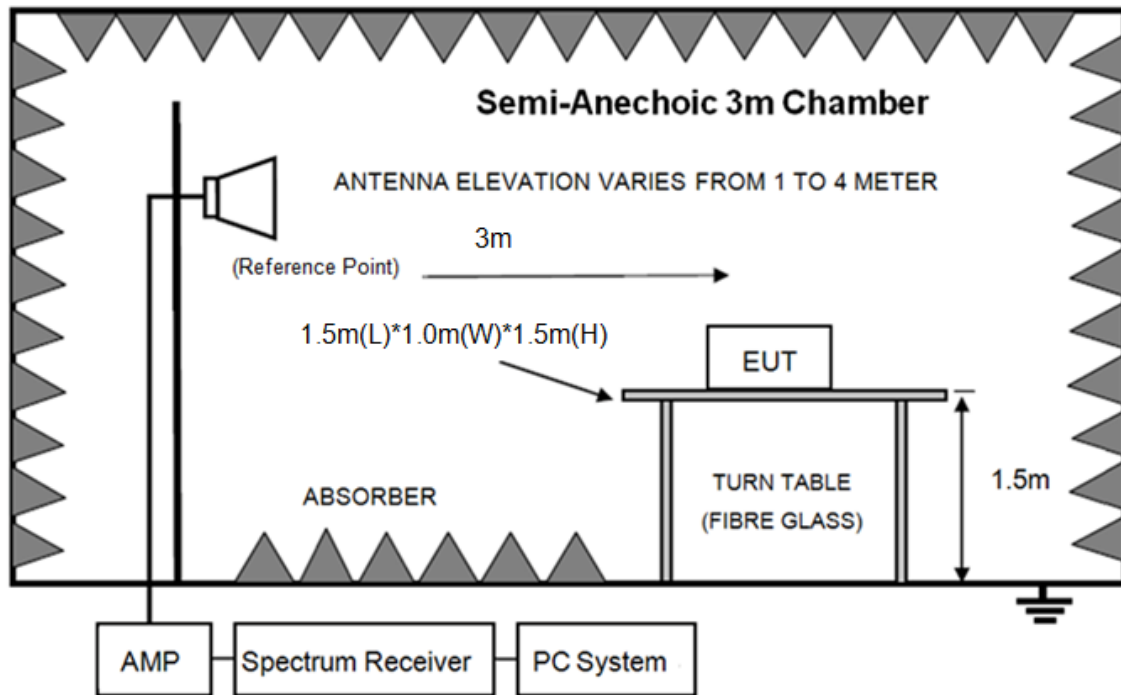 Semi-Anechoic 3m Chamber
ANTENNA ELEVATION VARIES FROM 1 TO 4 METER
3m
(Reference Point)
1.5m(L)*1.0m(W)*1.5m(H)
EUT
ABSORBER
TURN TABLE
(FIBRE GLASS)
1.5m
AMP
Spectrum Receiver
PC System